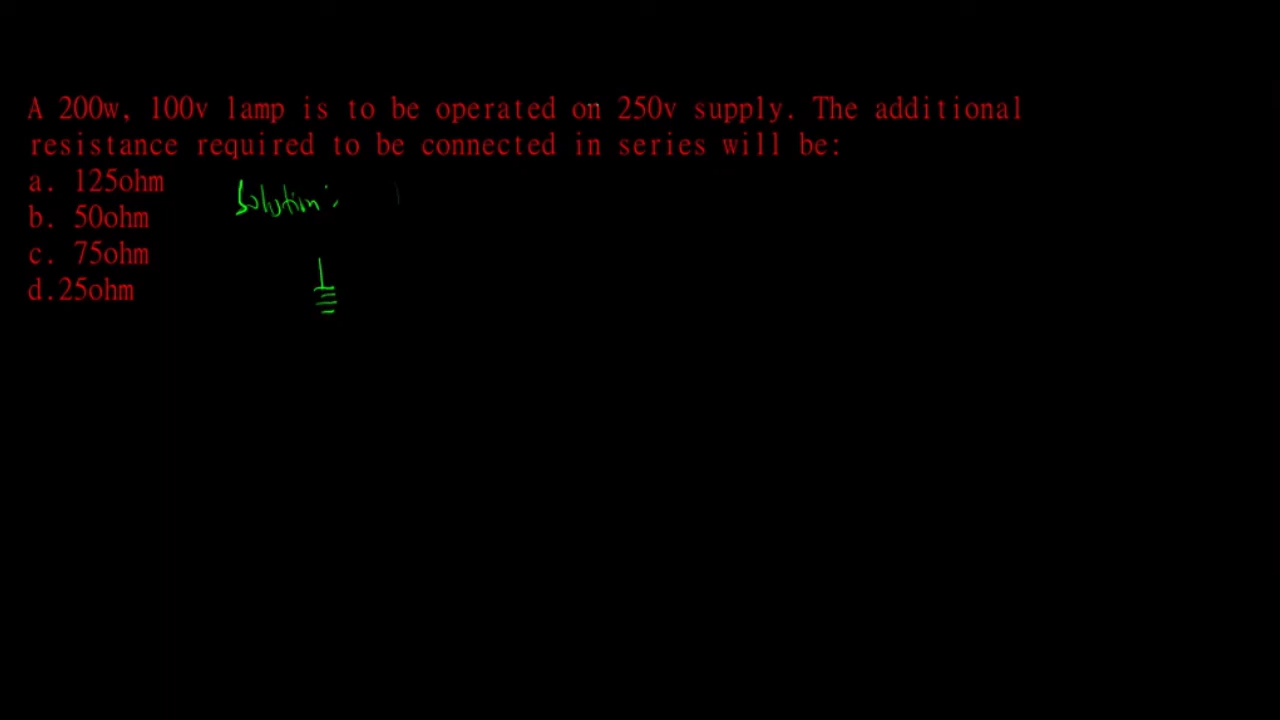 A 200w, 100v lamp is to be operated on 250v supply. The additional
resistance required to be connected in series will be:
a. 125ohm
Solution:
b. 50ohm
c. 75ohm
d.25ohm